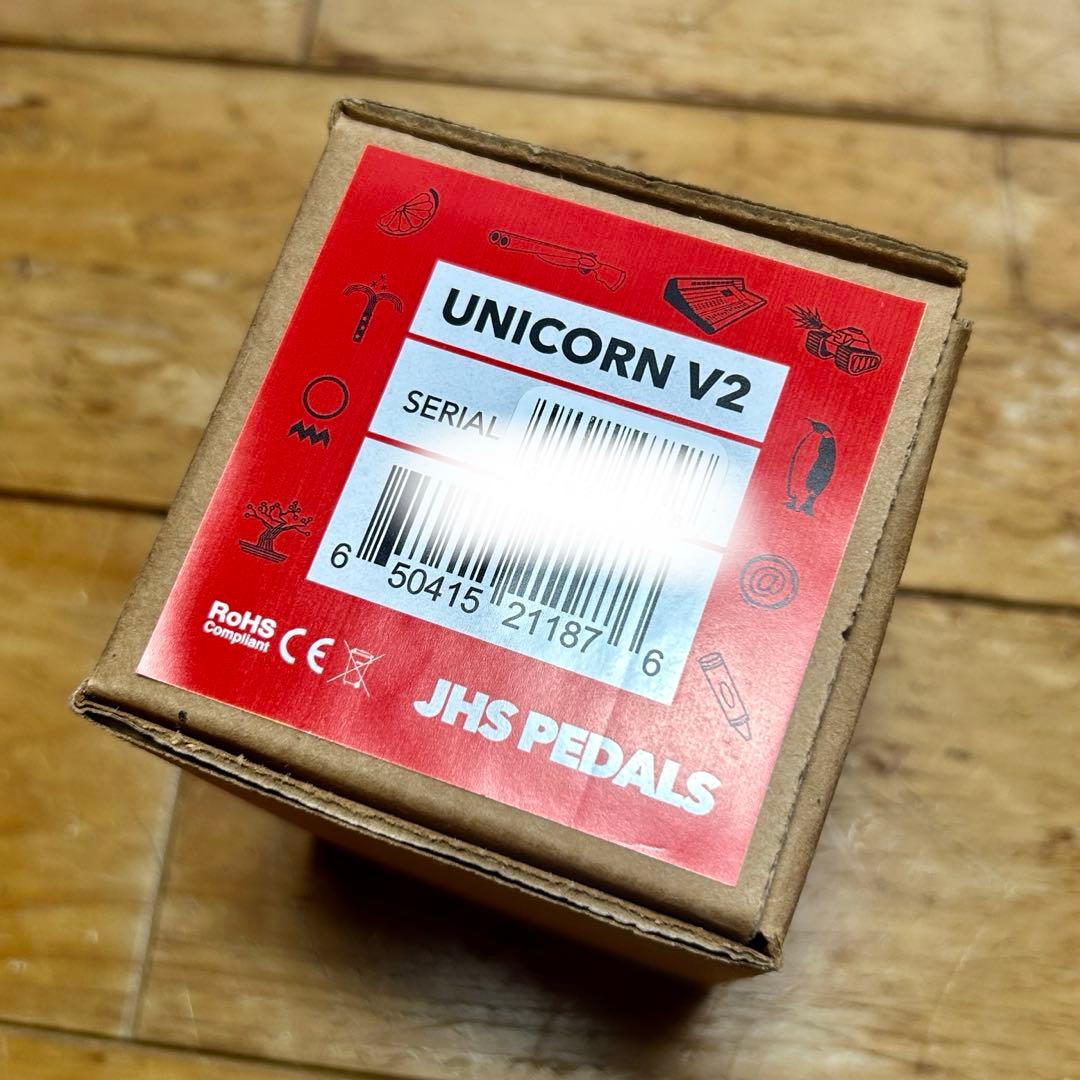 UNICORN V2
SERIAL
6 50415 21187 6
@
RoHS
Compliant
CE
JHS PEDALS